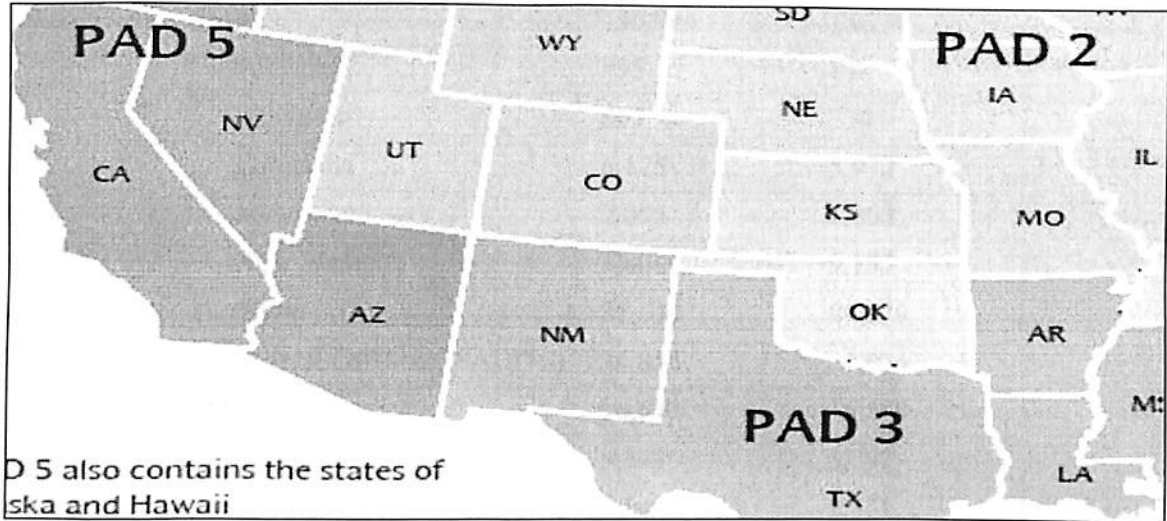 SD
PAD 5
WY
PAD 2
IA
NE
NV
UT
IL
CA
CO
KS
MO
AZ
OK
NM
AR
PAD 3
LA
TX
D 5 also contains the states of
ska and Hawaii